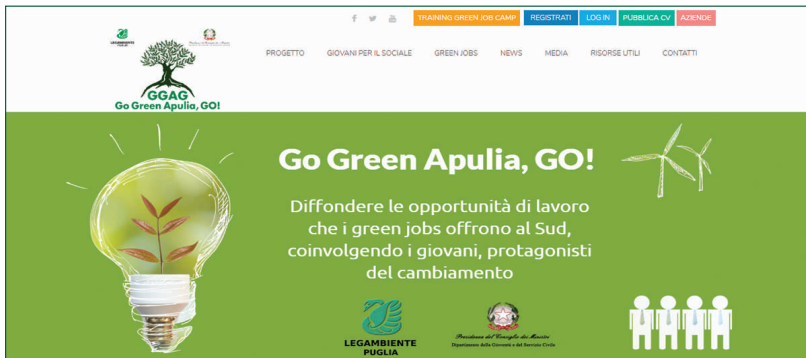 TRAINING GREEN JOB CAMP REGISTRATI LOG IN PUBBLICA CV AZIENDE
LEGAMBIENTE
GGAG
Go Green Apulia, GO!
PROGETTO GIOVANI PER IL SOCIALE GREEN JOBS NEWS MEDIA RISORSE UTILI CONTATTI
Go Green Apulia, GO!
Diffondere le opportunità di lavoro
che i green jobs offrono al Sud,
coinvolgendo i giovani, protagonisti
del cambiamento
LEGAMBIENTE
PUGLIA
Presidenza del Consiglio dei Ministri
Dipartimento della Gioventù e del Servizio Civile